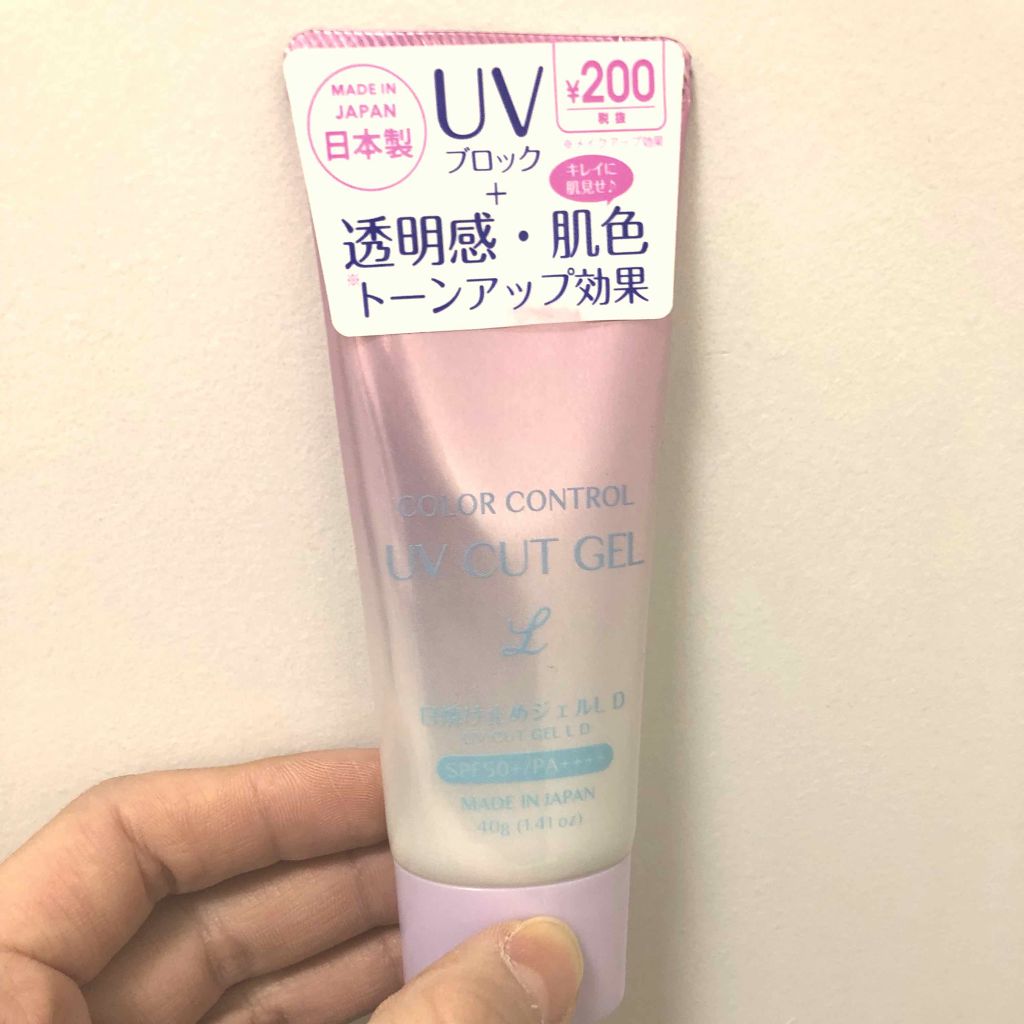 MADE IN
JAPAN
日本製
UV
ブロック
+
¥200
税抜
※メイクアップ効果
キレイに
肌見せ♪
透明感・肌色
※トーンアップ効果
COLOR CONTROL
UV CUT GEL
L
日焼け止めジェルL D
UV CUT GEL L D
SPF50+/PA++++
MADE IN JAPAN
40g (1.41 oz)